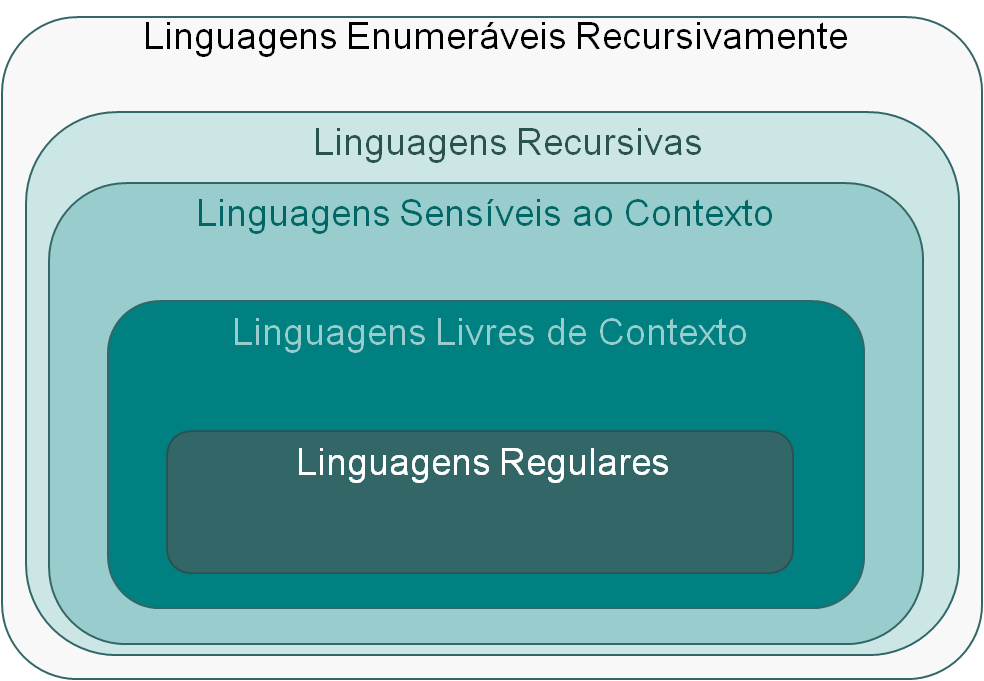 Linguagens Enumeráveis Recursivamente
Linguagens Recursivas
Linguagens Sensíveis ao Contexto
Linguagens Livres de Contexto
Linguagens Regulares